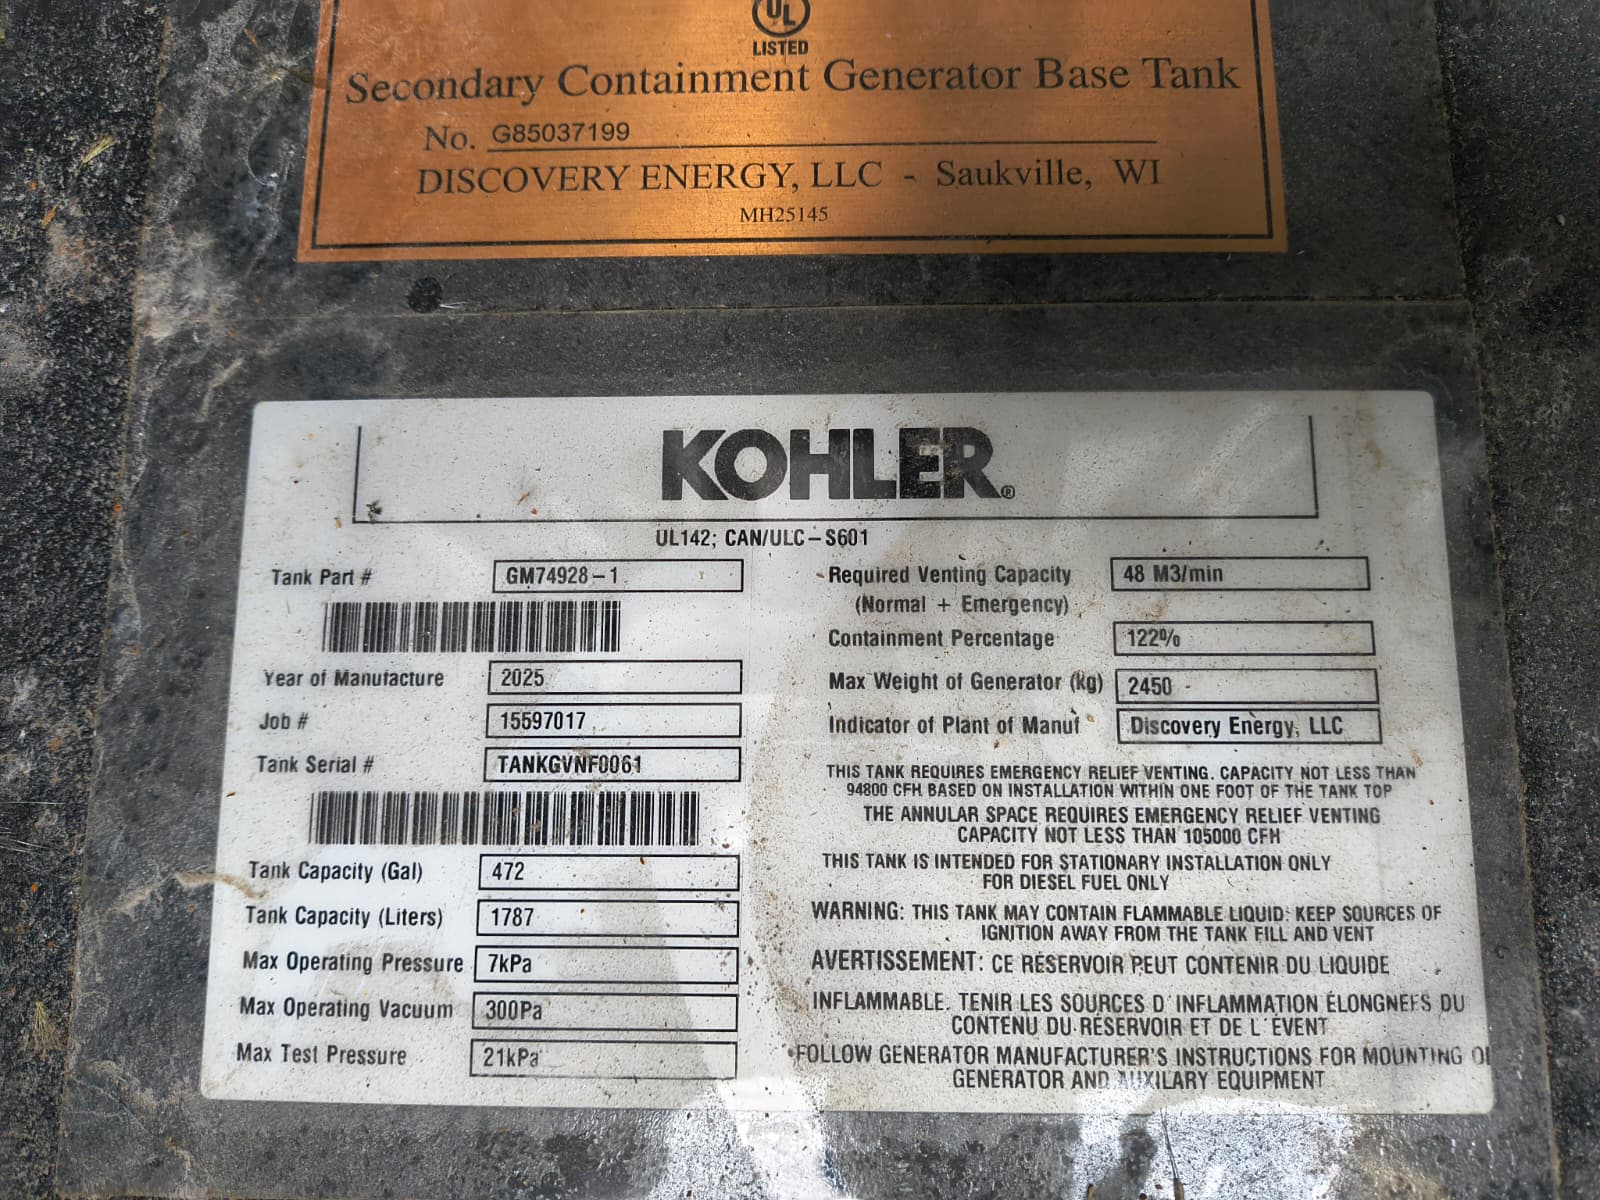 UL
LISTED
Secondary Containment Generator Base Tank
No. G85037199
DISCOVERY ENERGY, LLC - Saukville, WI
MH25145
KOHLER®
UL142; CAN/ULC-S601
Tank Part # GM74928-1
Year of Manufacture 2025
Job # 15597017
Tank Serial # TANKGVNF0061
Tank Capacity (Gal) 472
Tank Capacity (Liters) 1787
Max Operating Pressure 7kPa
Max Operating Vacuum 300Pa
Max Test Pressure 21kPa
Required Venting Capacity 48 M3/min
(Normal + Emergency)
Containment Percentage 122%
Max Weight of Generator (kg) 2450
Indicator of Plant of Manuf Discovery Energy, LLC
THIS TANK REQUIRES EMERGENCY RELIEF VENTING. CAPACITY NOT LESS THAN
94800 CFH BASED ON INSTALLATION WITHIN ONE FOOT OF THE TANK TOP
THE ANNULAR SPACE REQUIRES EMERGENCY RELIEF VENTING
CAPACITY NOT LESS THAN 105000 CFH
THIS TANK IS INTENDED FOR STATIONARY INSTALLATION ONLY
FOR DIESEL FUEL ONLY
WARNING: THIS TANK MAY CONTAIN FLAMMABLE LIQUID: KEEP SOURCES OF
IGNITION AWAY FROM THE TANK FILL AND VENT
AVERTISSEMENT: CE RÉSERVOIR PEUT CONTENIR DU LIQUIDE
INFLAMMABLE. TENIR LES SOURCES D'INFLAMMATION ÉLONGNEES DU
CONTENU DU RÉSERVOIR ET DE L'ÉVENT
FOLLOW GENERATOR MANUFACTURER'S INSTRUCTIONS FOR MOUNTING
GENERATOR AND AUXILARY EQUIPMENT